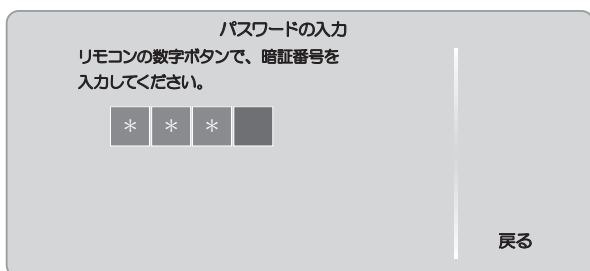 パスワードの入力
リモコンの数字ボタンで、暗証番号を
入力してください。
* * *
戻る